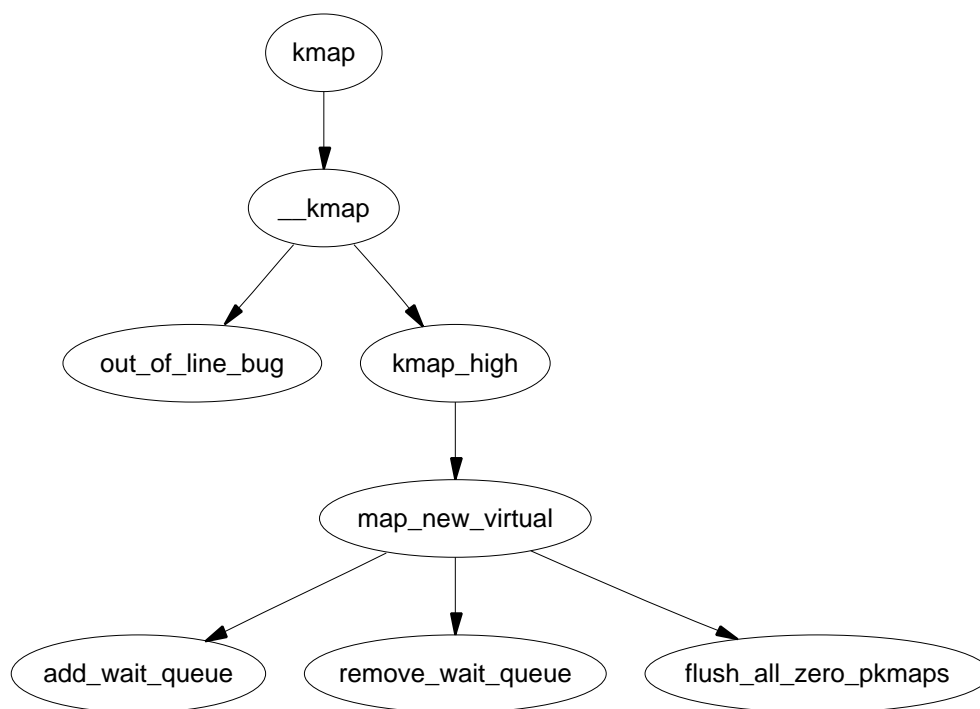 kmap
__kmap
out_of_line_bug
kmap_high
map_new_virtual
add_wait_queue
remove_wait_queue
flush_all_zero_pkmaps